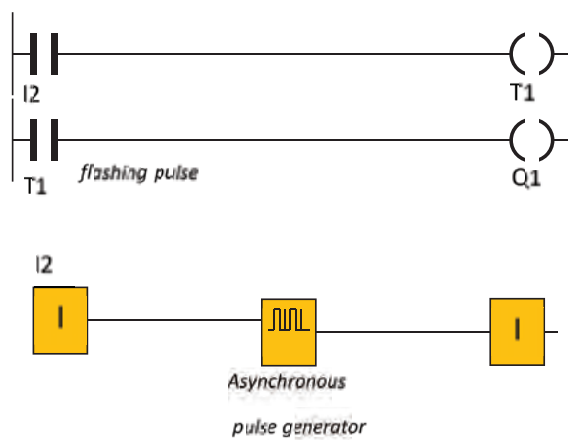 I2
T1
T1
flashing pulse
Q1
I2
I
I
Asynchronous
pulse generator